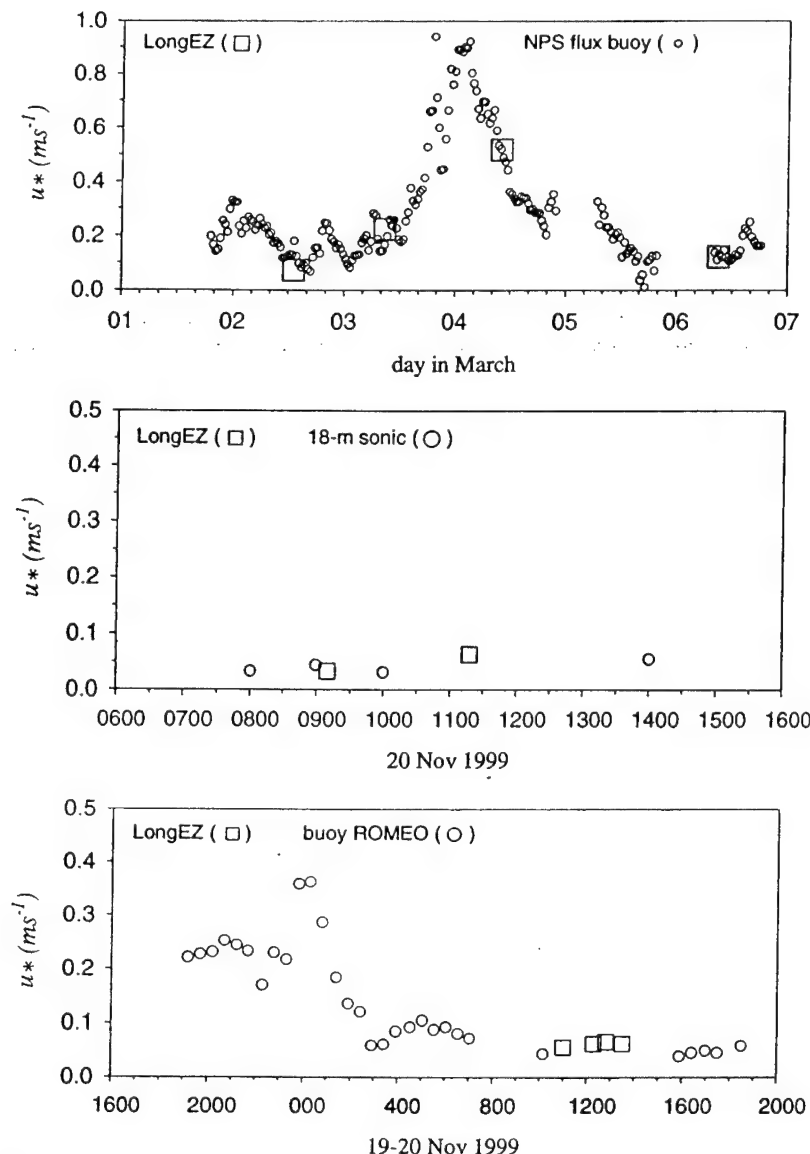 LongEZ ( □ ) NPS flux buoy ( ○ )
1.0
0.8
0.6
0.4
0.2
0.0
u* (ms⁻¹)
01 02 03 04 05 06 07
day in March
LongEZ ( □ ) 18-m sonic ( ○ )
0.5
0.4
0.3
0.2
0.1
0.0
u* (ms⁻¹)
0600 0700 0800 0900 1000 1100 1200 1300 1400 1500 1600
20 Nov 1999
LongEZ ( □ ) buoy ROMEO ( ○ )
0.5
0.4
0.3
0.2
0.1
0.0
u* (ms⁻¹)
1600 2000 000 400 800 1200 1600 2000
19-20 Nov 1999